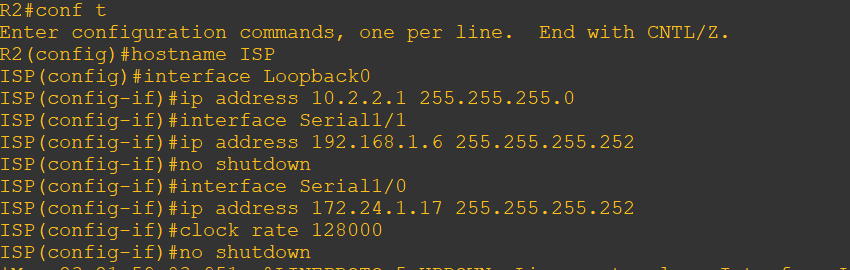 R2#conf t
Enter configuration commands, one per line.  End with CNTL/Z.
R2(config)#hostname ISP
ISP(config)#interface Loopback0
ISP(config-if)#ip address 10.2.2.1 255.255.255.0
ISP(config-if)#interface Serial1/1
ISP(config-if)#ip address 192.168.1.6 255.255.255.252
ISP(config-if)#no shutdown
ISP(config-if)#interface Serial1/0
ISP(config-if)#ip address 172.24.1.17 255.255.255.252
ISP(config-if)#clock rate 128000
ISP(config-if)#no shutdown